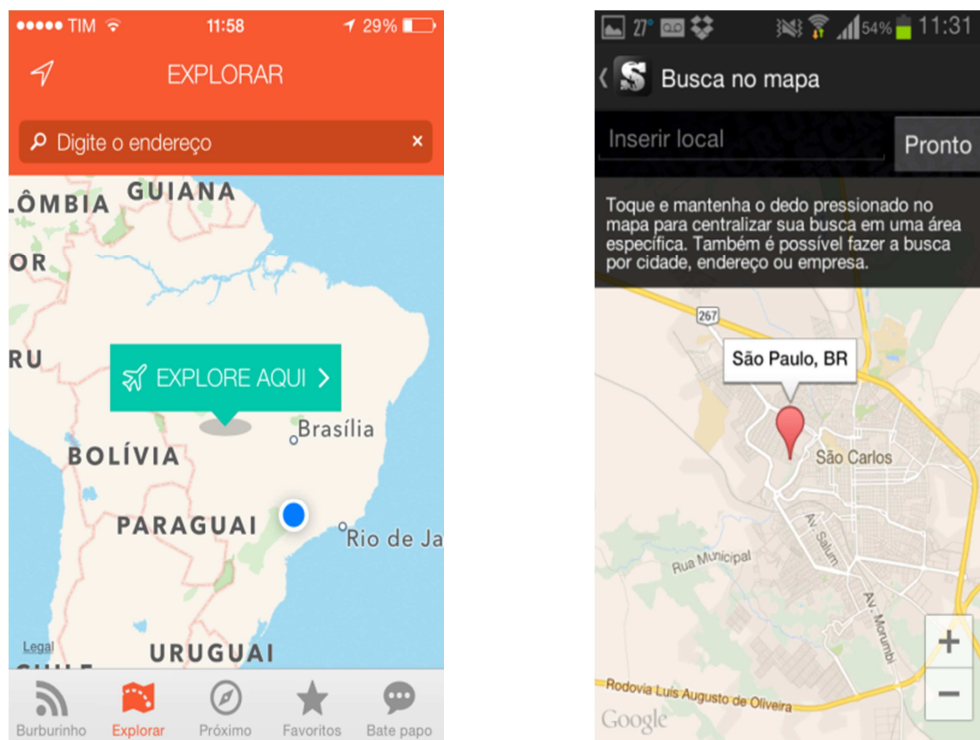 TIM
11:58
29%
EXPLORAR
Digite o endereço
×
LÔMBIA
GUIANA
OR
RU
EXPLORE AQUI
Brasília
BOLÍVIA
PARAGUAI
Rio de Ja
Legal
URUGUAI
Burburinho
Explorar
Próximo
Favoritos
Bate papo
27°
54%
11:31
Busca no mapa
Inserir local
Pronto
Toque e mantenha o dedo pressionado no
mapa para centralizar sua busca em uma área
específica. Também é possível fazer a busca
por cidade, endereço ou empresa.
267
São Paulo, BR
São Carlos
Av. Salum
Rua Municipal
Av. Morumbi
+
−
Rodovia Luís Augusto de Oliveira
Google